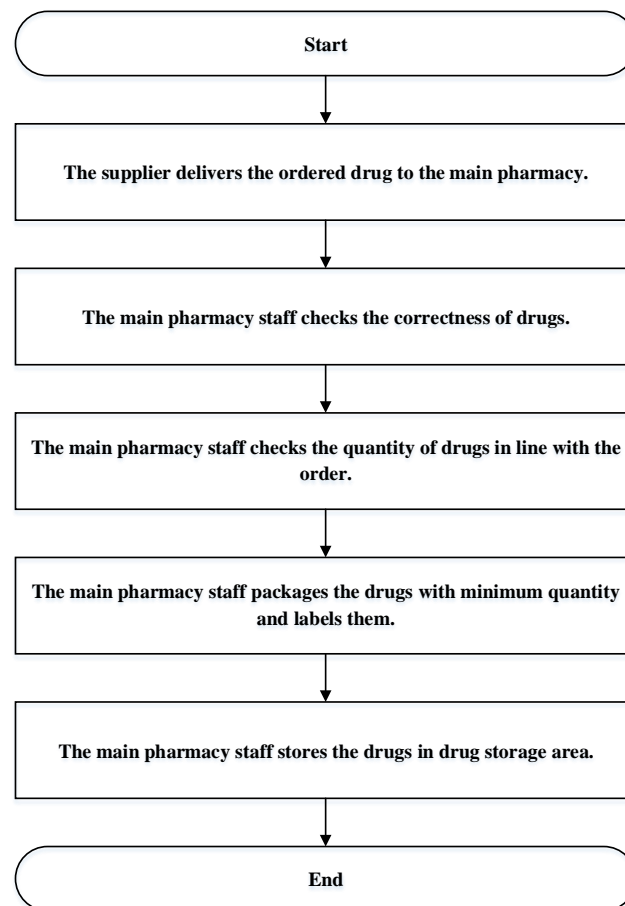 Start
The supplier delivers the ordered drug to the main pharmacy.
The main pharmacy staff checks the correctness of drugs.
The main pharmacy staff checks the quantity of drugs in line with the
order.
The main pharmacy staff packages the drugs with minimum quantity
and labels them.
The main pharmacy staff stores the drugs in drug storage area.
End